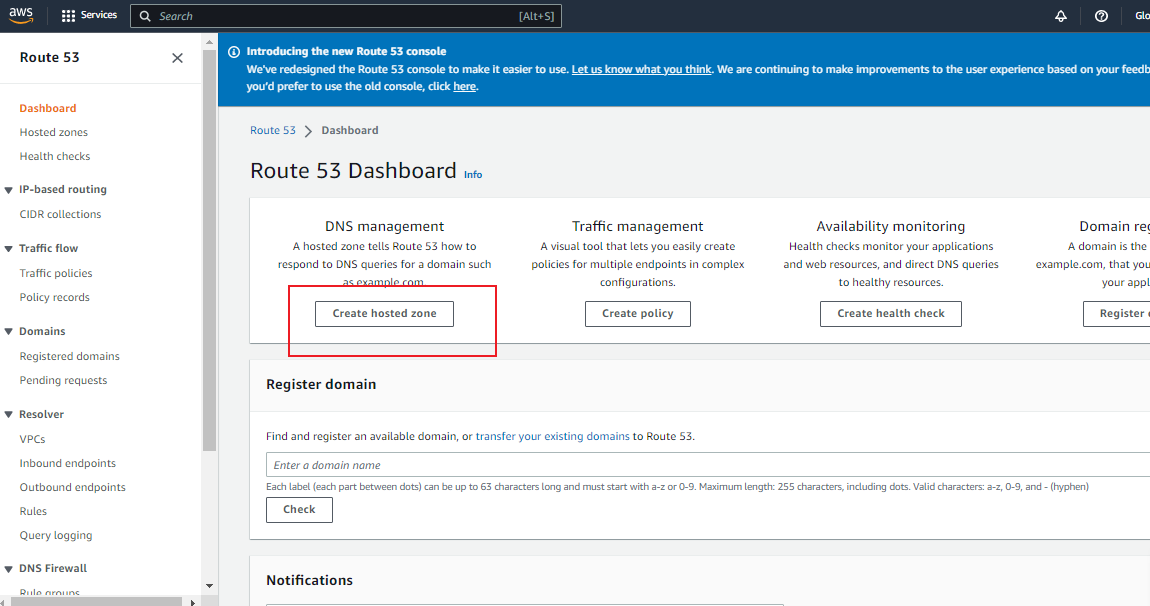 aws
Services
Search
[Alt+S]
Route 53
Dashboard
Hosted zones
Health checks
IP-based routing
CIDR collections
Traffic flow
Traffic policies
Policy records
Domains
Registered domains
Pending requests
Resolver
VPCs
Inbound endpoints
Outbound endpoints
Rules
Query logging
DNS Firewall
Rule groups
Introducing the new Route 53 console
We've redesigned the Route 53 console to make it easier to use. Let us know what you think. We are continuing to make improvements to the user experience based on your feedb
you'd prefer to use the old console, click here.
Route 53 Dashboard
Route 53 Dashboard Info
DNS management
A hosted zone tells Route 53 how to
respond to DNS queries for a domain such
as example.com.
Create hosted zone
Traffic management
A visual tool that lets you easily create
policies for multiple endpoints in complex
configurations.
Create policy
Availability monitoring
Health checks monitor your applications
and web resources, and direct DNS queries
to healthy resources.
Create health check
Domain reg
A domain is the
example.com, that you
your appl
Register
Register domain
Find and register an available domain, or transfer your existing domains to Route 53.
Enter a domain name
Each label (each part between dots) can be up to 63 characters long and must start with a-z or 0-9. Maximum length: 255 characters, including dots. Valid characters: a-z, 0-9, and - (hyphen)
Check
Notifications